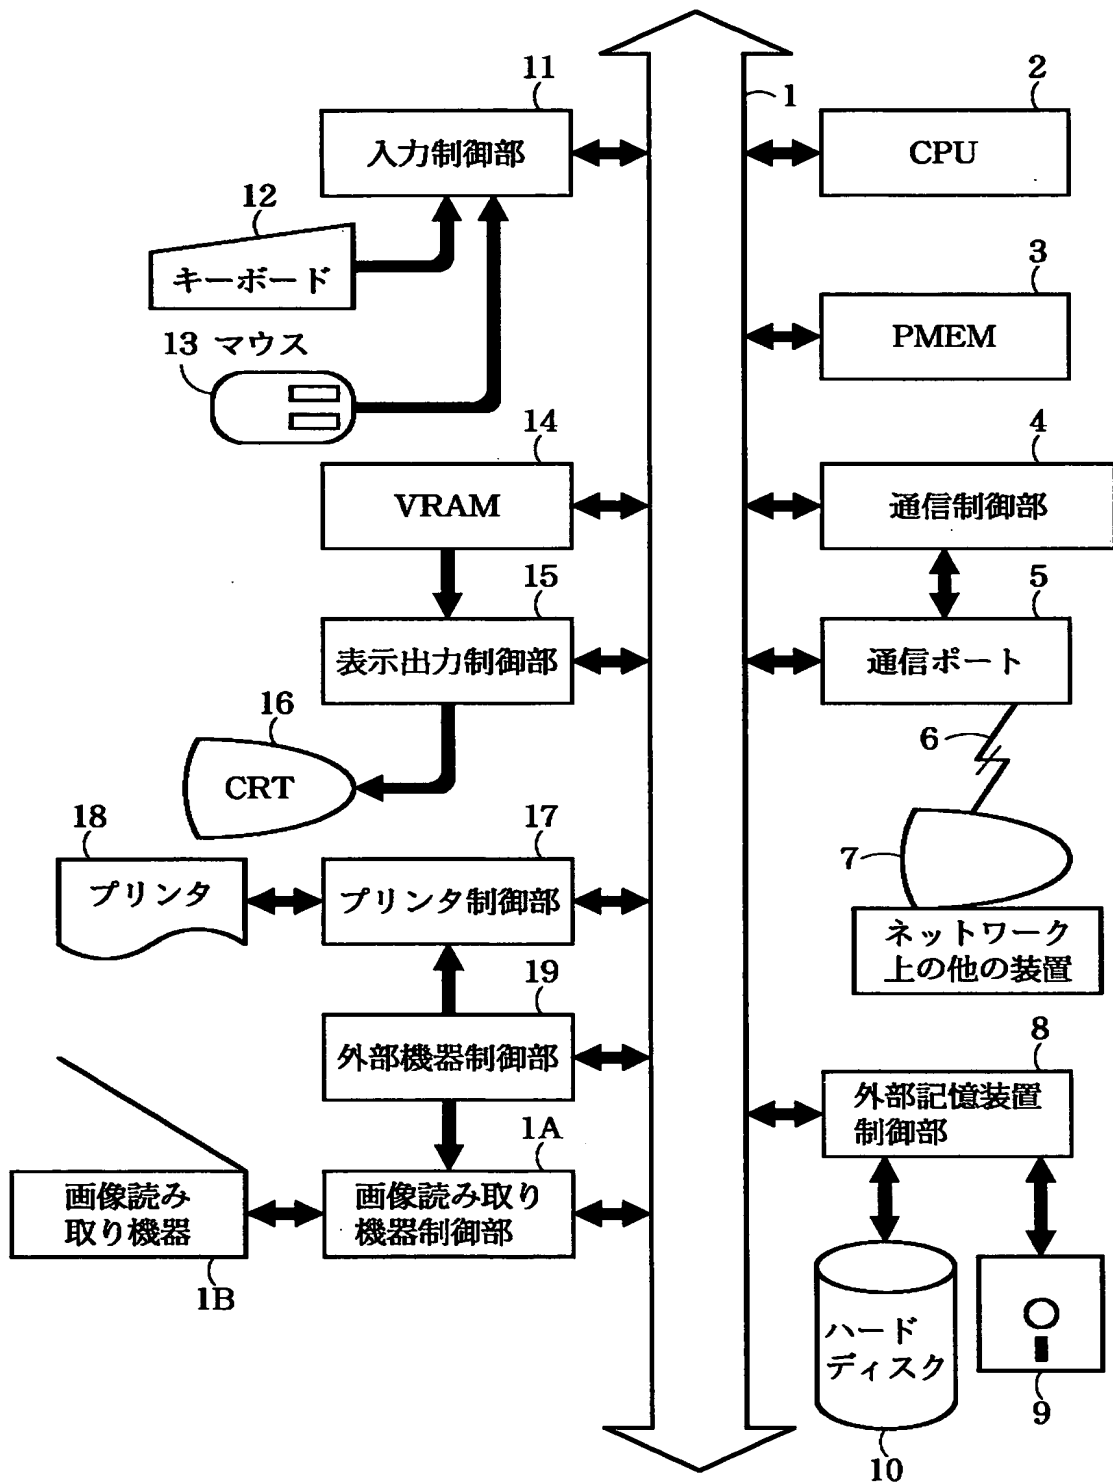 11
入力制御部
12
キーボード
13 マウス
14
VRAM
15
表示出力制御部
16
CRT
17
プリンタ制御部
18
プリンタ
19
外部機器制御部
1A
画像読み取り
機器制御部
画像読み
取り機器
1B
1
2
CPU
3
PMEM
4
通信制御部
5
通信ポート
6
7
ネットワーク
上の他の装置
8
外部記憶装置
制御部
ハード
ディスク
10
9